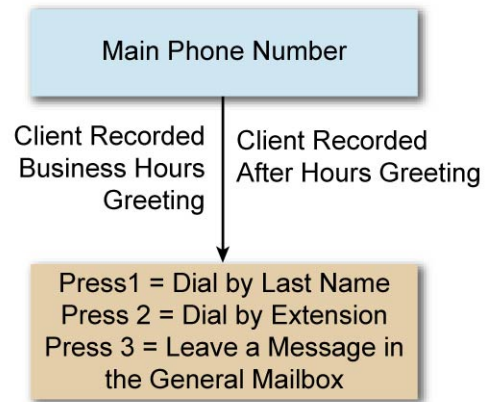 Main Phone Number
Client Recorded
Business Hours
Greeting
Client Recorded
After Hours Greeting
Press1 = Dial by Last Name
Press 2 = Dial by Extension
Press 3 = Leave a Message in
the General Mailbox